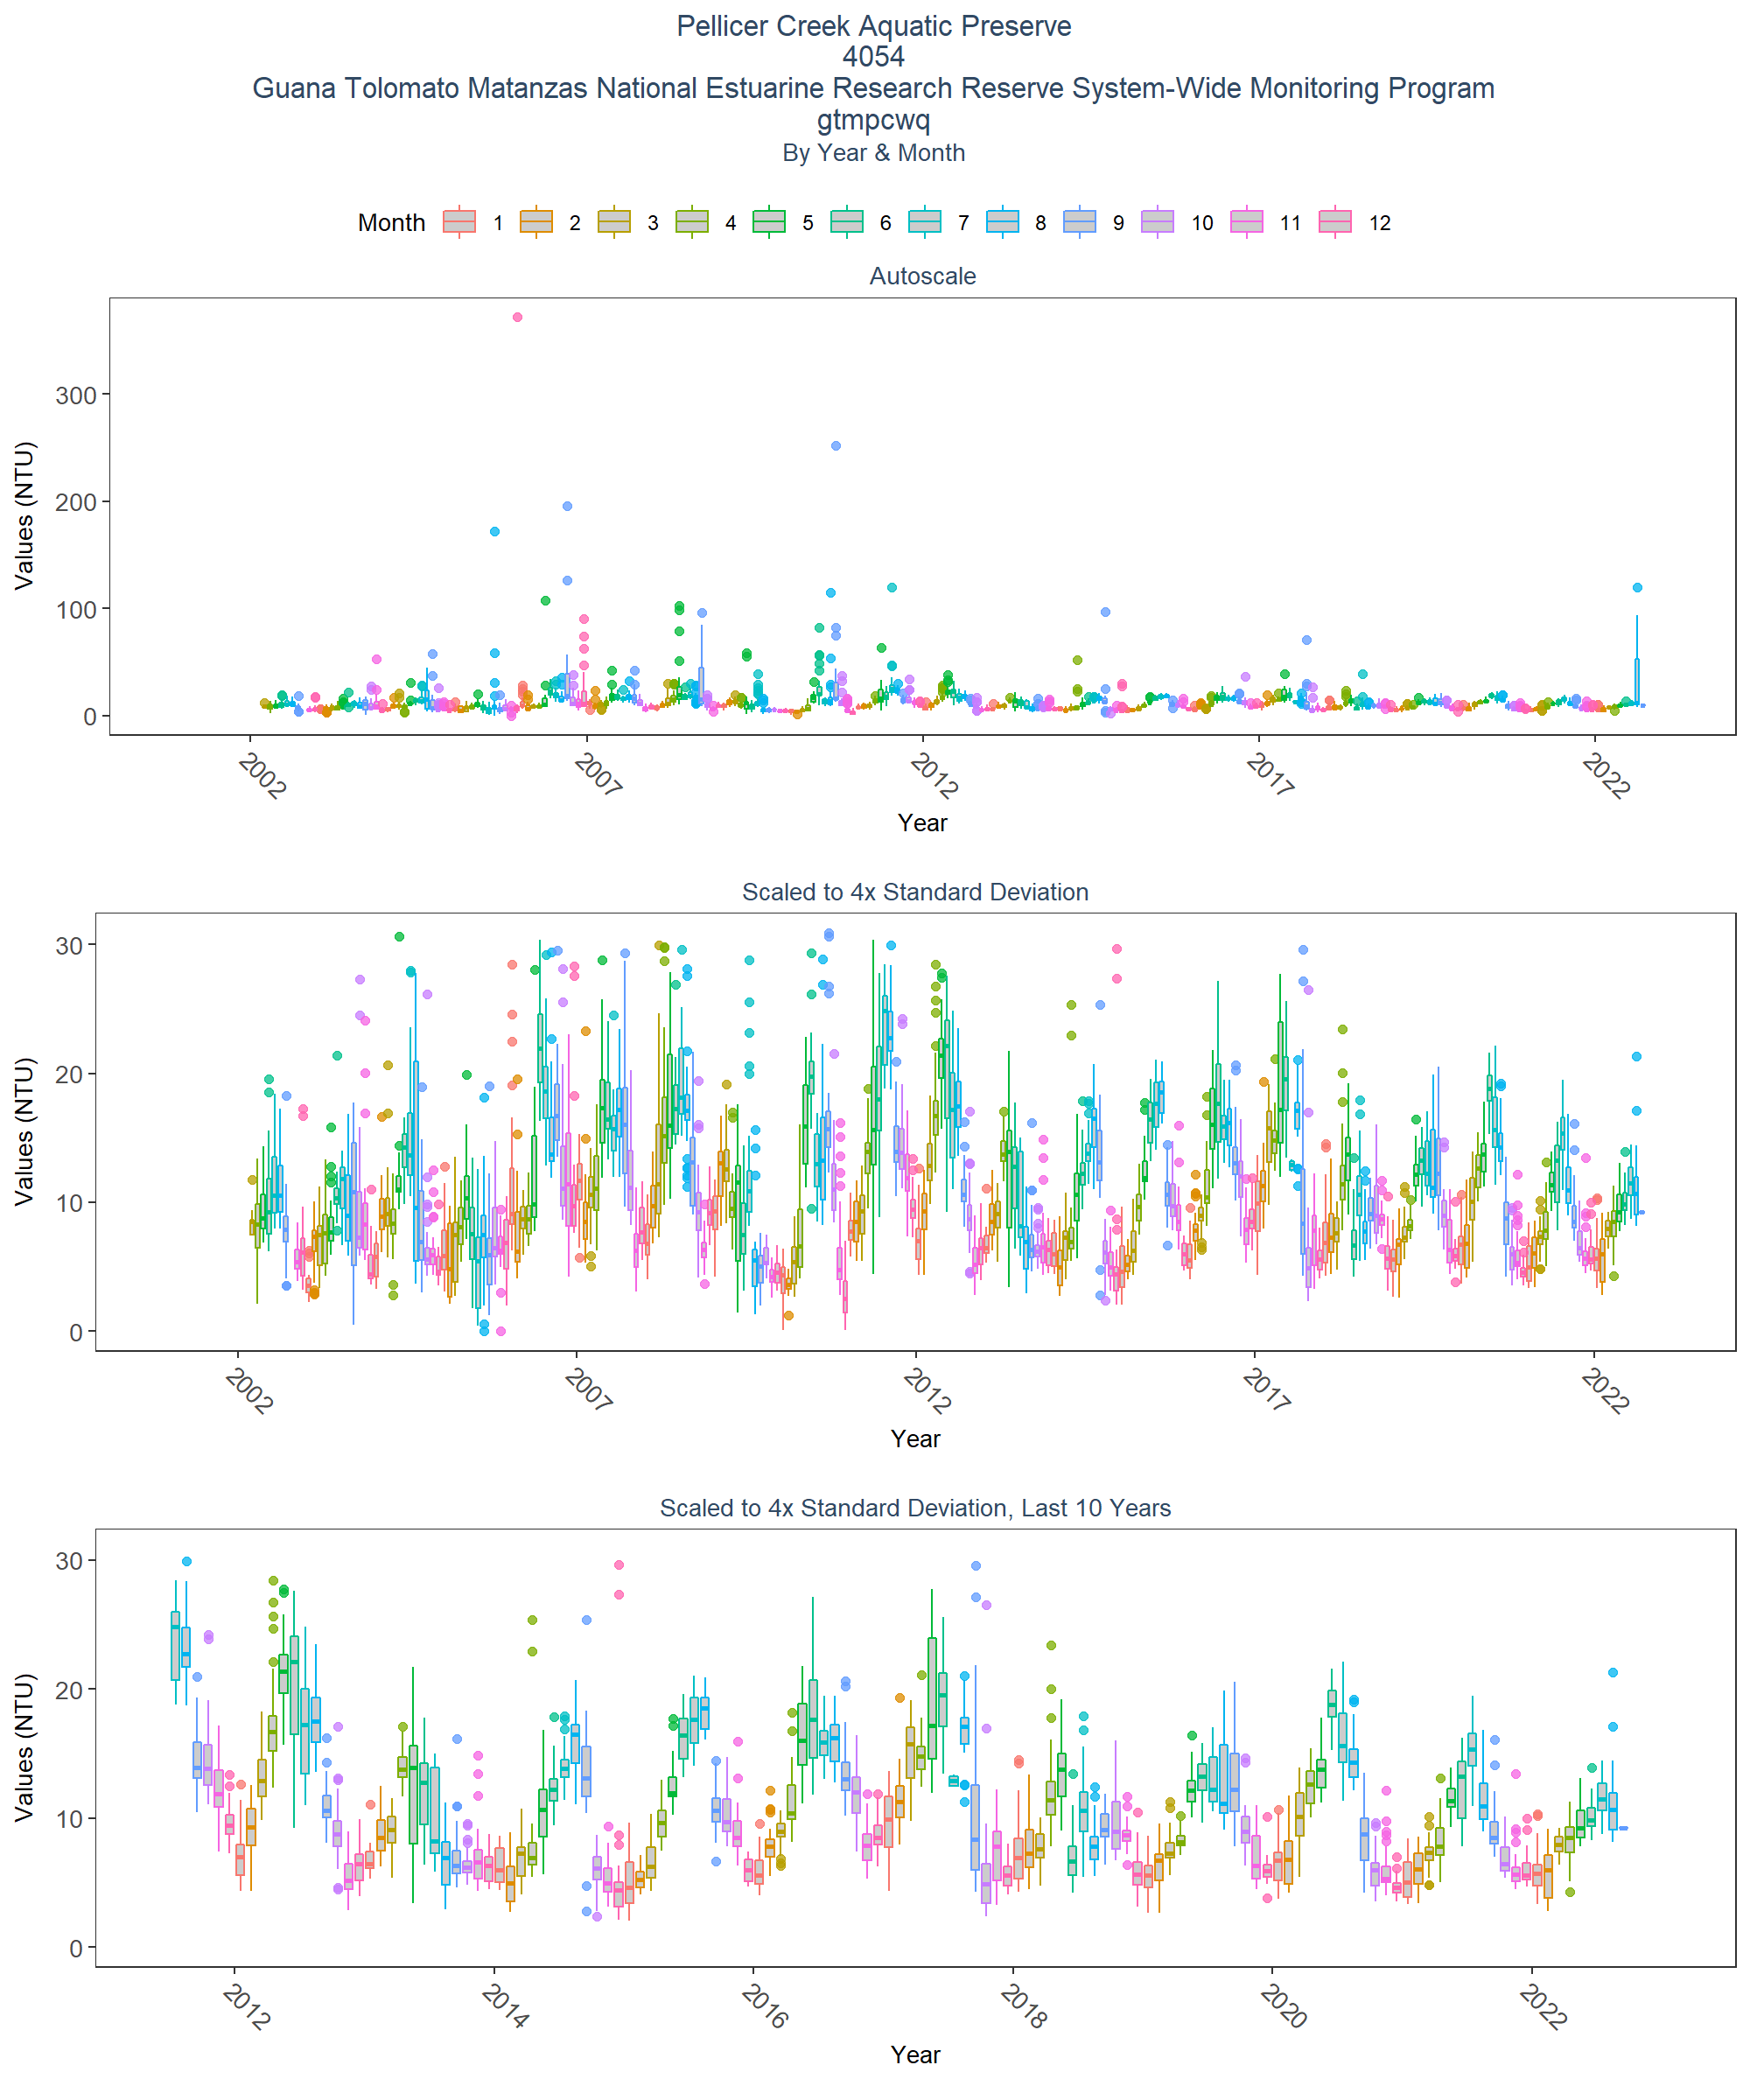 Pellicer Creek Aquatic Preserve
4054
Guana Tolomato Matanzas National Estuarine Research Reserve System-Wide Monitoring Program
gtmpcwq
By Year & Month
Month 1 2 3 4 5 6 7 8 9 10 11 12
Autoscale
Values (NTU)
300
200
100
0
2002 2007 2012 2017 2022
Year
Scaled to 4x Standard Deviation
Values (NTU)
30
20
10
0
2002 2007 2012 2017 2022
Year
Scaled to 4x Standard Deviation, Last 10 Years
Values (NTU)
30
20
10
0
2012 2014 2016 2018 2020 2022
Year